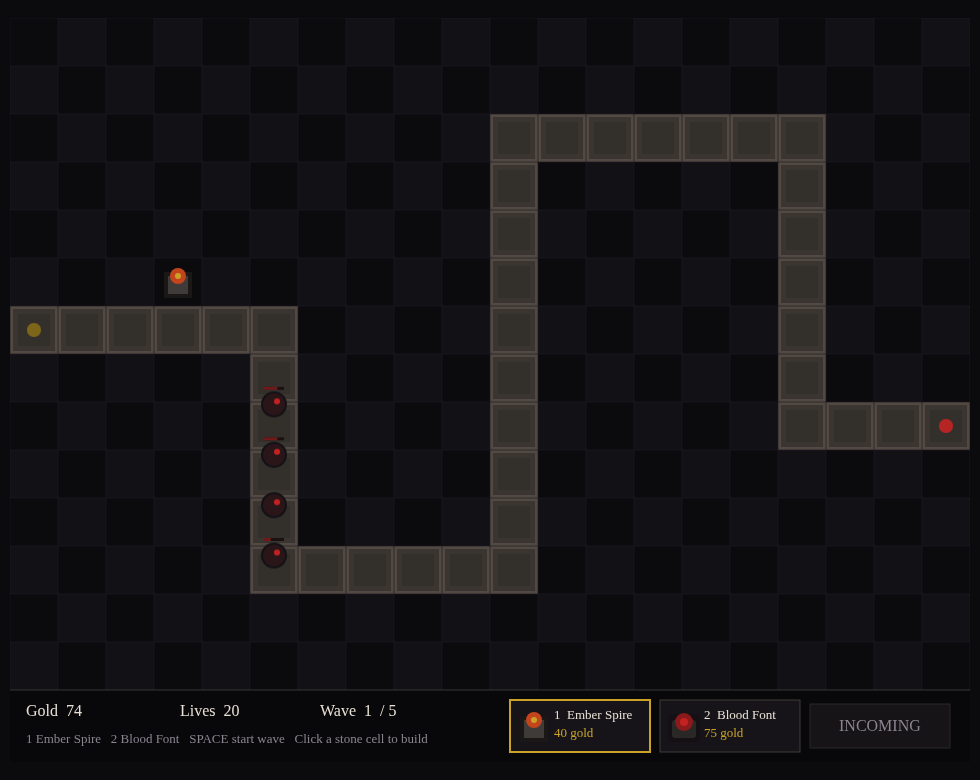 Gold 74 Lives 20 Wave 1 / 5
1 Ember Spire 2 Blood Font SPACE start wave Click a stone cell to build
1 Ember Spire
40 gold
2 Blood Font
75 gold
INCOMING